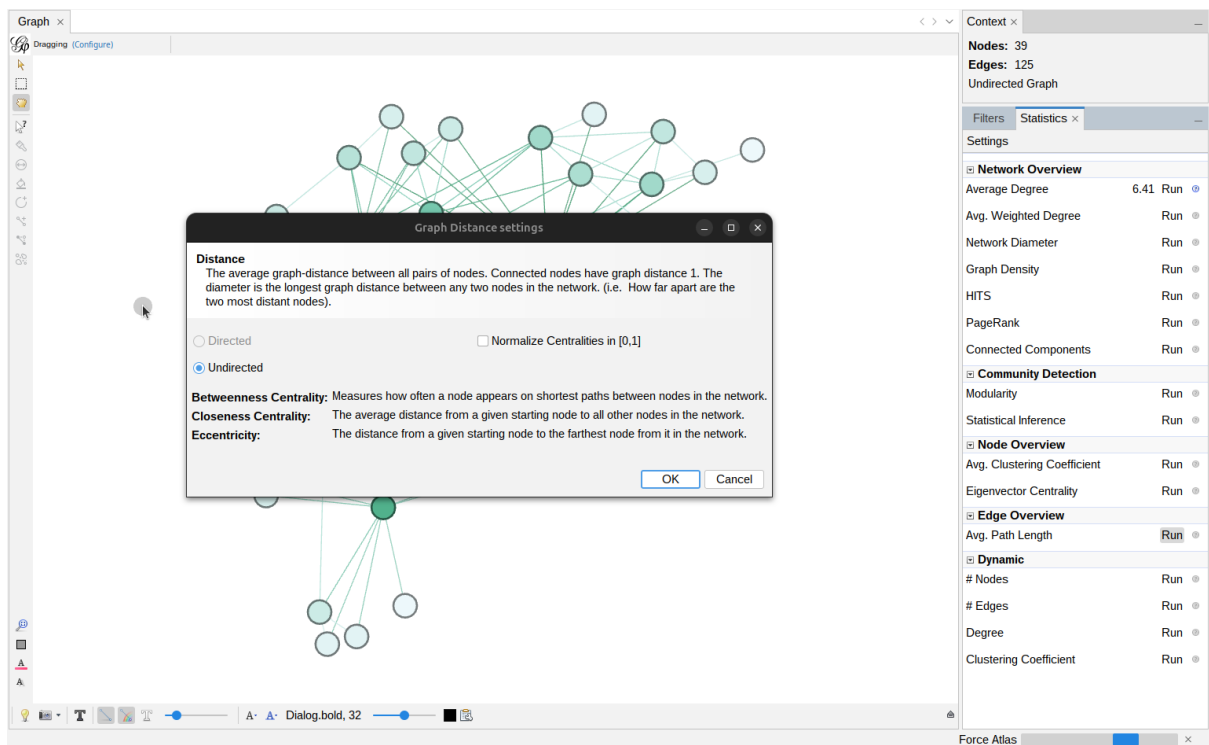 Graph ×
Dragging (Configure)
Graph Distance settings
Distance
The average graph-distance between all pairs of nodes. Connected nodes have graph distance 1. The
diameter is the longest graph distance between any two nodes in the network. (i.e. How far apart are the
two most distant nodes).
Directed
Normalize Centralities in [0,1]
Undirected
Betweenness Centrality: Measures how often a node appears on shortest paths between nodes in the network.
Closeness Centrality: The average distance from a given starting node to all other nodes in the network.
Eccentricity: The distance from a given starting node to the farthest node from it in the network.
OK Cancel
A
A
T T A- A- Dialog.bold, 32
Context ×
Nodes: 39
Edges: 125
Undirected Graph
Filters Statistics ×
Settings
Network Overview
Average Degree 6.41 Run
Avg. Weighted Degree Run
Network Diameter Run
Graph Density Run
HITS Run
PageRank Run
Connected Components Run
Community Detection
Modularity Run
Statistical Inference Run
Node Overview
Avg. Clustering Coefficient Run
Eigenvector Centrality Run
Edge Overview
Avg. Path Length Run
Dynamic
# Nodes Run
# Edges Run
Degree Run
Clustering Coefficient Run
Force Atlas ×